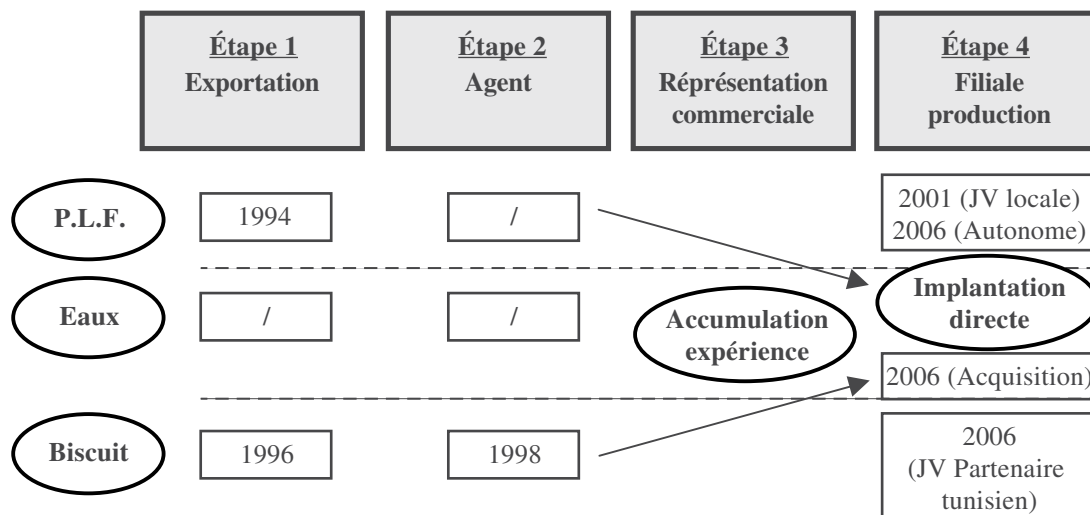 Étape 1
Exportation
Étape 2
Agent
Étape 3
Réprésentation
commerciale
Étape 4
Filiale
production
P.L.F.
1994
/
2001 (JV locale)
2006 (Autonome)
Eaux
/
/
Accumulation
expérience
Implantation
directe
2006 (Acquisition)
Biscuit
1996
1998
2006
(JV Partenaire
tunisien)